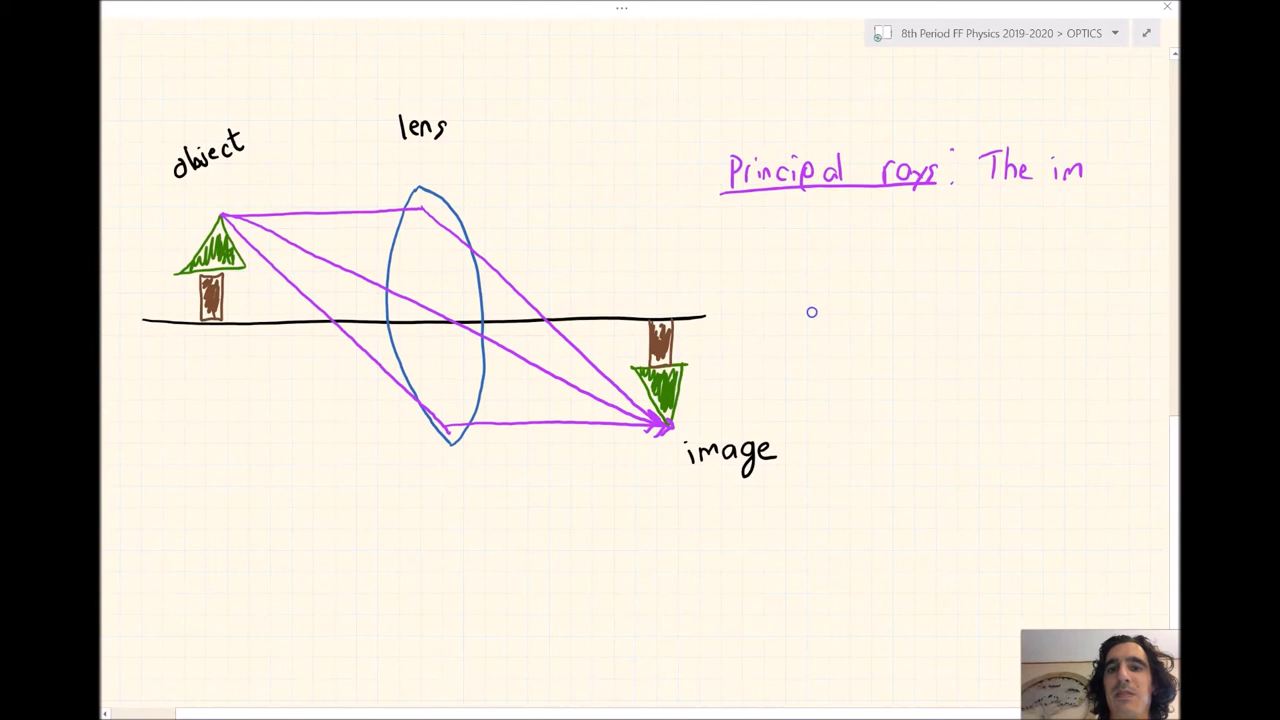 8th Period FF Physics 2019-2020 > OPTICS
lens
object
Principal rays: The im
image